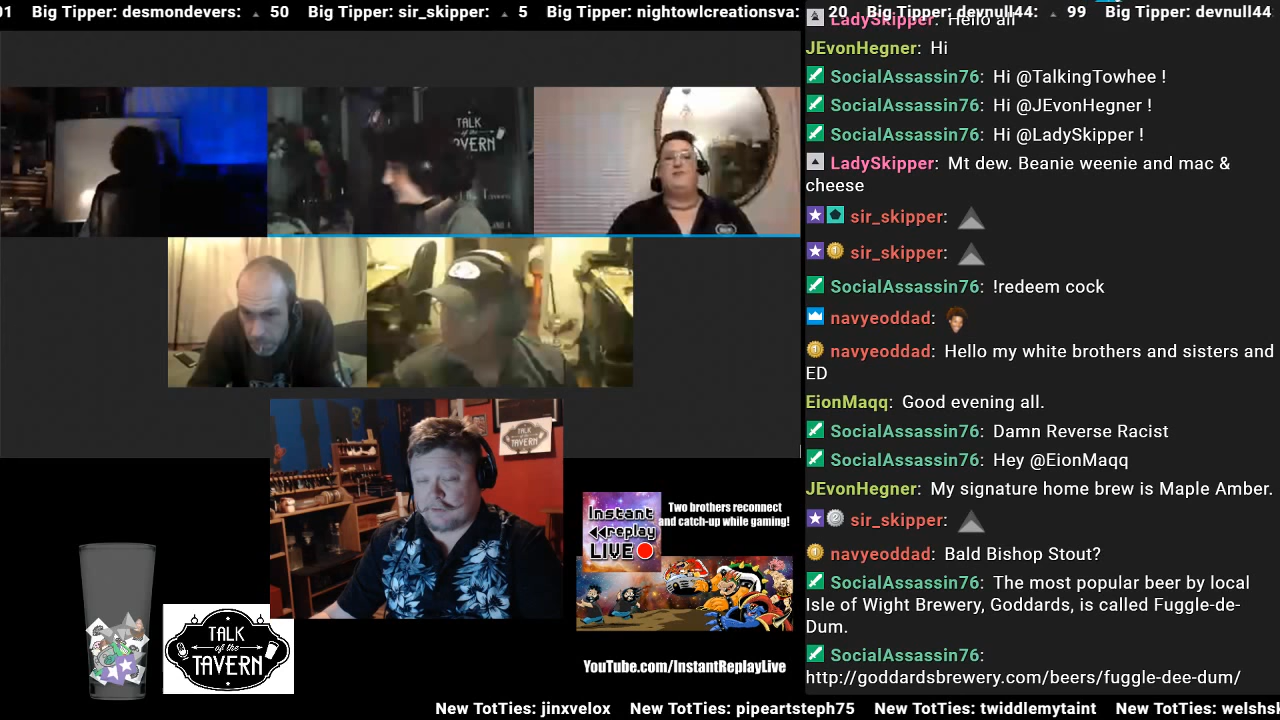 01 Big Tipper: desmondevers: 50 Big Tipper: sir_skipper: 5 Big Tipper: nightowlcreationsva: 20 Big Tipper: devnull44: 99 Big Tipper: devnull44
LadySkipper: Hello all
JEvonHegner: Hi
SocialAssassin76: Hi @TalkingTowhee !
SocialAssassin76: Hi @JEvonHegner !
SocialAssassin76: Hi @LadySkipper !
LadySkipper: Mt dew. Beanie weenie and mac &
cheese
sir_skipper:
sir_skipper:
SocialAssassin76: !redeem cock
navyeoddad:
navyeoddad: Hello my white brothers and sisters and
ED
EionMaqq: Good evening all.
SocialAssassin76: Damn Reverse Racist
SocialAssassin76: Hey @EionMaqq
JEvonHegner: My signature home brew is Maple Amber.
sir_skipper:
navyeoddad: Bald Bishop Stout?
SocialAssassin76: The most popular beer by local
Isle of Wight Brewery, Goddards, is called Fuggle-de-
Dum.
SocialAssassin76:
http://goddardsbrewery.com/beers/fuggle-dee-dum/
TALK
of the
TAVERN
TALK
of the
TAVERN
Instant
replay
LIVE
Two brothers reconnect
and catch-up while gaming!
YouTube.com/InstantReplayLive
TALK
of the
TAVERN
New TotTies: jinxvelox New TotTies: pipeartsteph75 New TotTies: twiddlemytaint New TotTies: welshsk